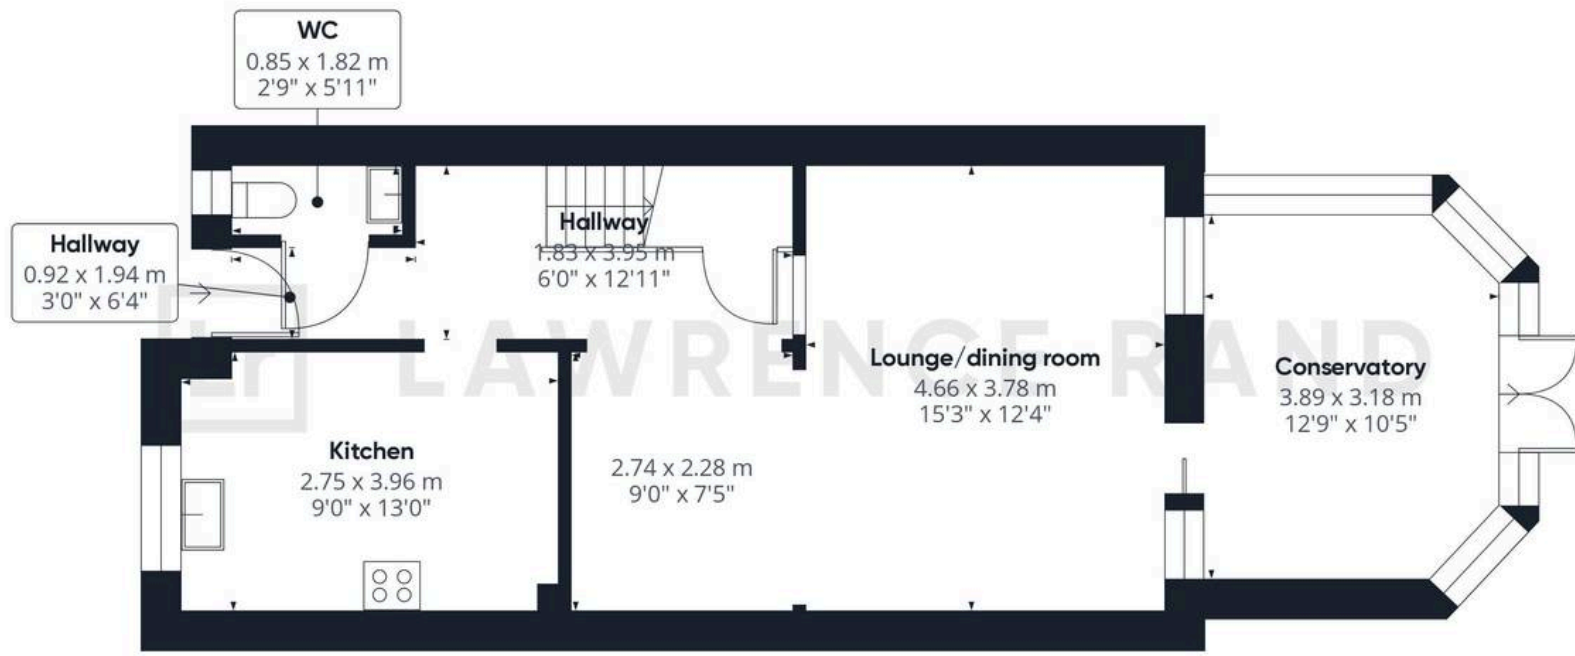 WC
0.85 x 1.82 m
2'9" x 5'11"
Hallway
0.92 x 1.94 m
3'0" x 6'4"
Hallway
1.83 x 3.95 m
6'0" x 12'11"
Lounge/dining room
4.66 x 3.78 m
15'3" x 12'4"
Conservatory
3.89 x 3.18 m
12'9" x 10'5"
Kitchen
2.75 x 3.96 m
9'0" x 13'0"
2.74 x 2.28 m
9'0" x 7'5"
Lr LAWRENCE RAND